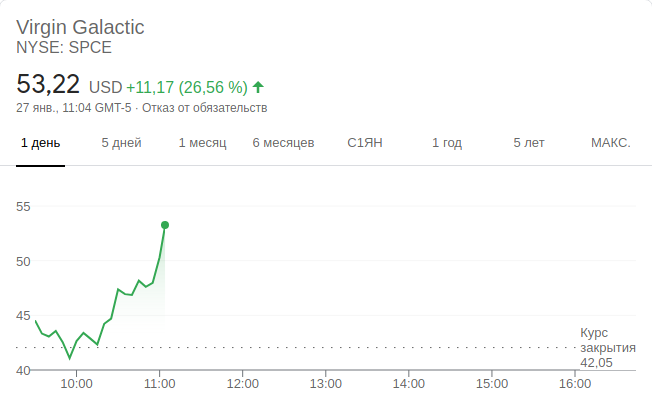 Virgin Galactic
NYSE: SPCE
53,22 USD +11,17 (26,56 %)
27 янв., 11:04 GMT-5 · Отказ от обязательств
1 день 5 дней 1 месяц 6 месяцев С1ЯН 1 год 5 лет МАКС.
55
50
45
40
Курс
закрытия
42,05
10:00 11:00 12:00 13:00 14:00 15:00 16:00